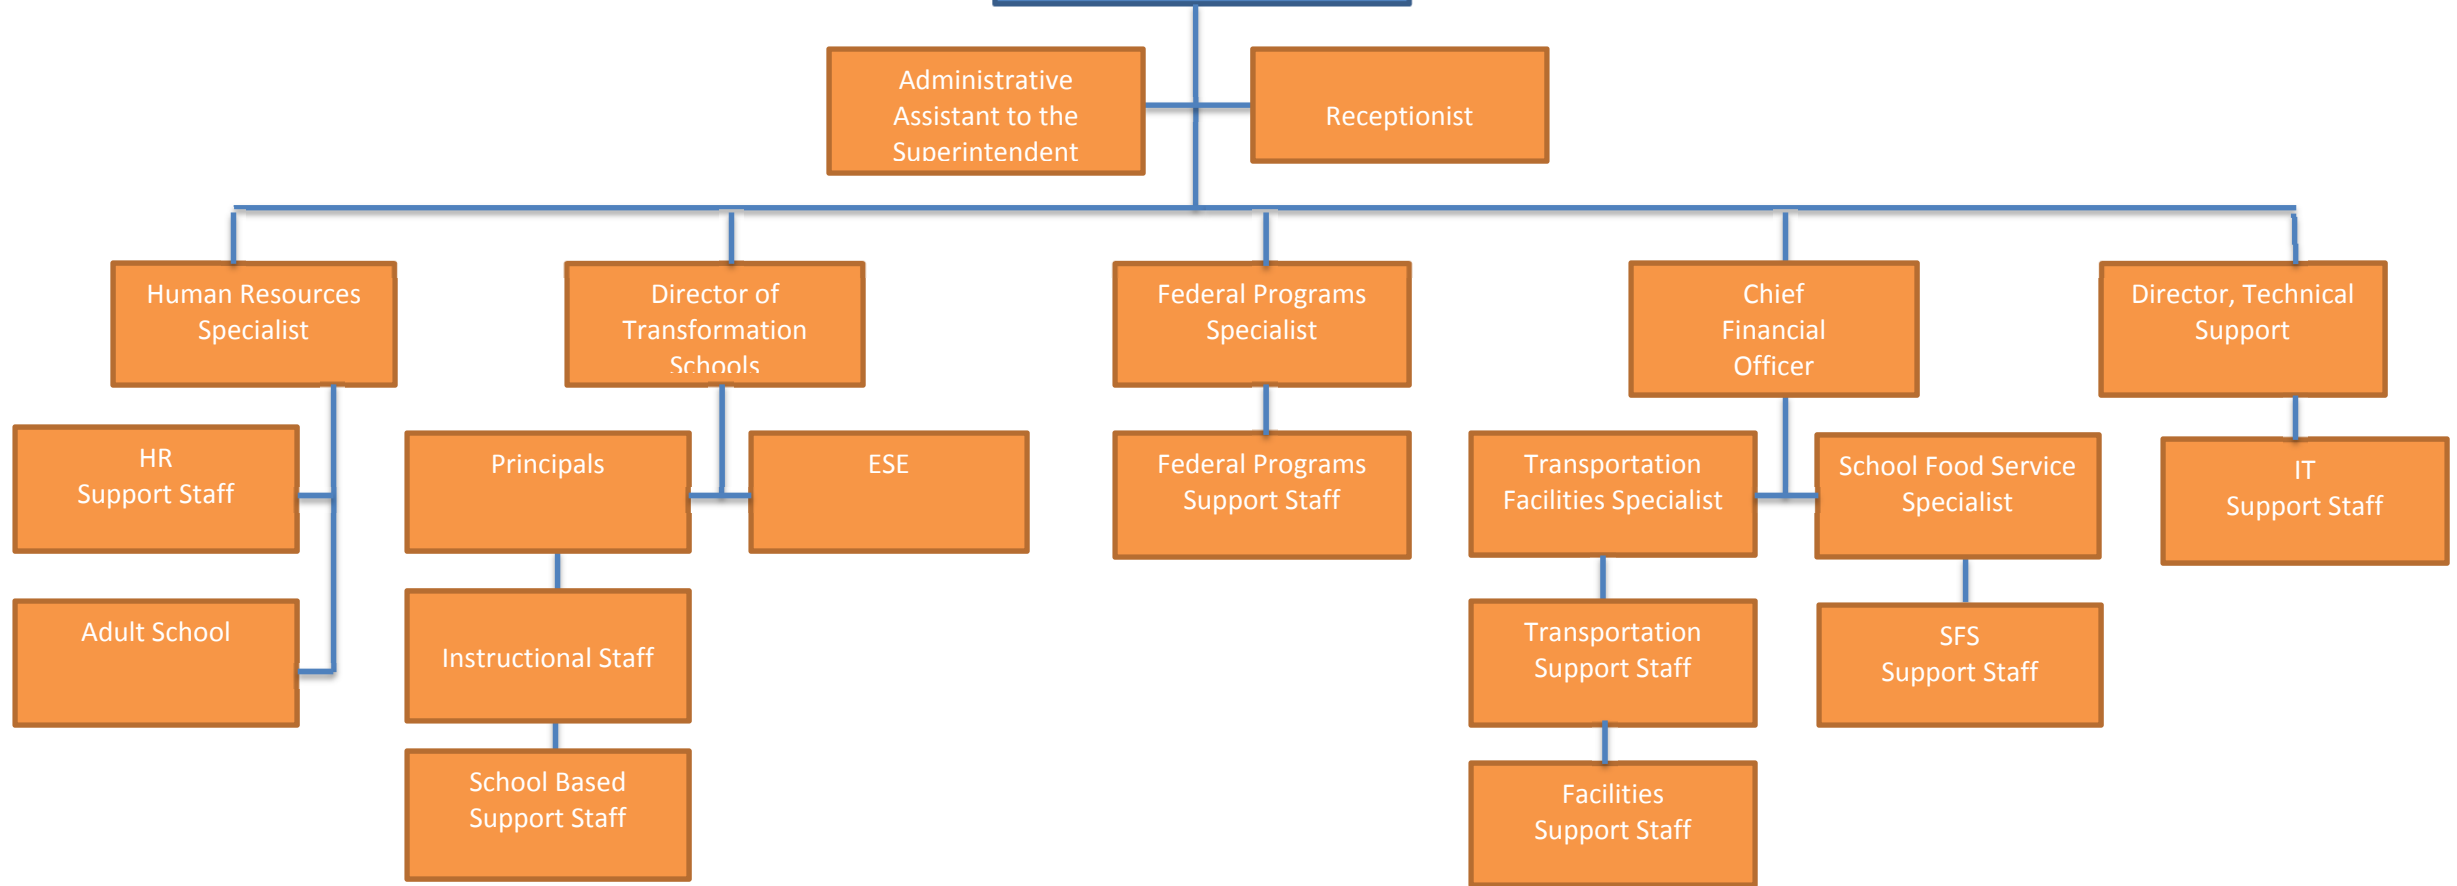 Administrative
Assistant to the
Superintendent
Receptionist
Human Resources
Specialist
Director of
Transformation
Schools
Federal Programs
Specialist
Chief
Financial
Officer
Director, Technical
Support
HR
Support Staff
Principals
ESE
Federal Programs
Support Staff
Transportation
Facilities Specialist
School Food Service
Specialist
IT
Support Staff
Adult School
Instructional Staff
Transportation
Support Staff
SFS
Support Staff
School Based
Support Staff
Facilities
Support Staff